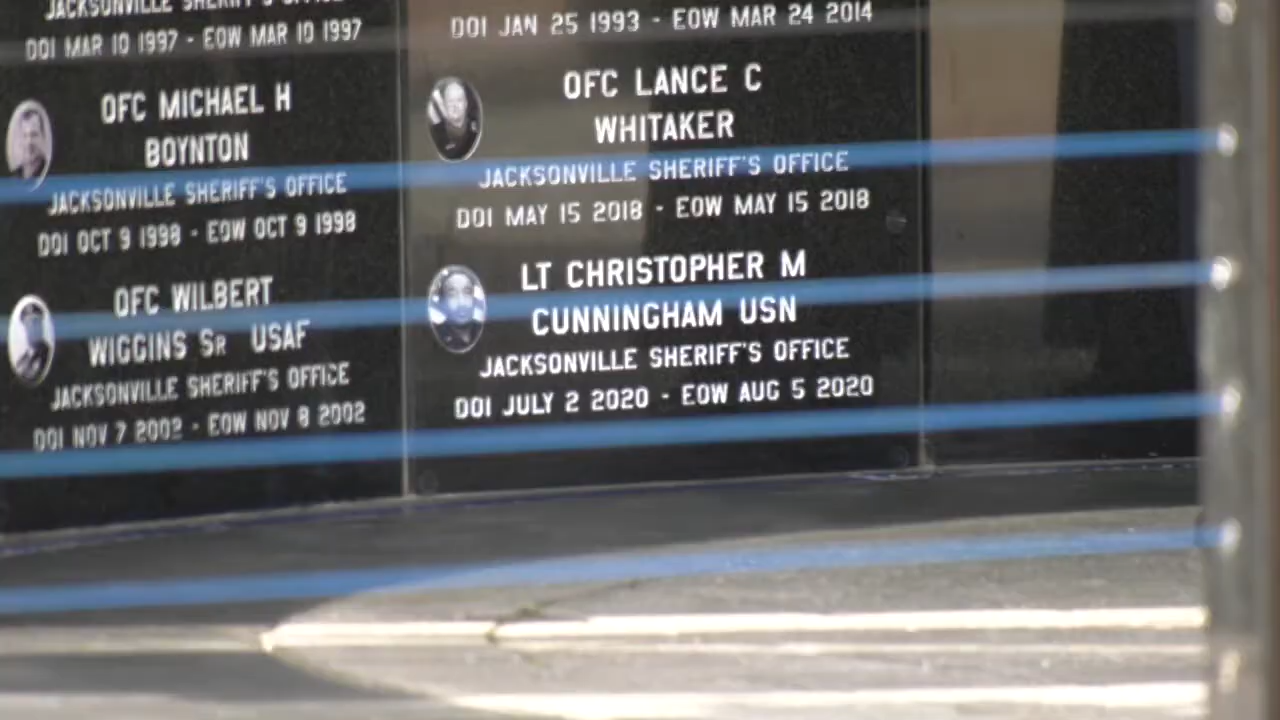 JACKSONVILLE SHERIFF'S OFFICE
DOI MAR 10 1997 - EOW MAR 10 1997
OFC MICHAEL H
BOYNTON
JACKSONVILLE SHERIFF'S OFFICE
DOI OCT 9 1998 - EOW OCT 9 1998
OFC WILBERT
WIGGINS SR USAF
JACKSONVILLE SHERIFF'S OFFICE
DOI NOV 7 2002 - EOW NOV 8 2002
DOI JAN 25 1993 - EOW MAR 24 2014
OFC LANCE C
WHITAKER
JACKSONVILLE SHERIFF'S OFFICE
DOI MAY 15 2018 - EOW MAY 15 2018
LT CHRISTOPHER M
CUNNINGHAM USN
JACKSONVILLE SHERIFF'S OFFICE
DOI JULY 2 2020 - EOW AUG 5 2020